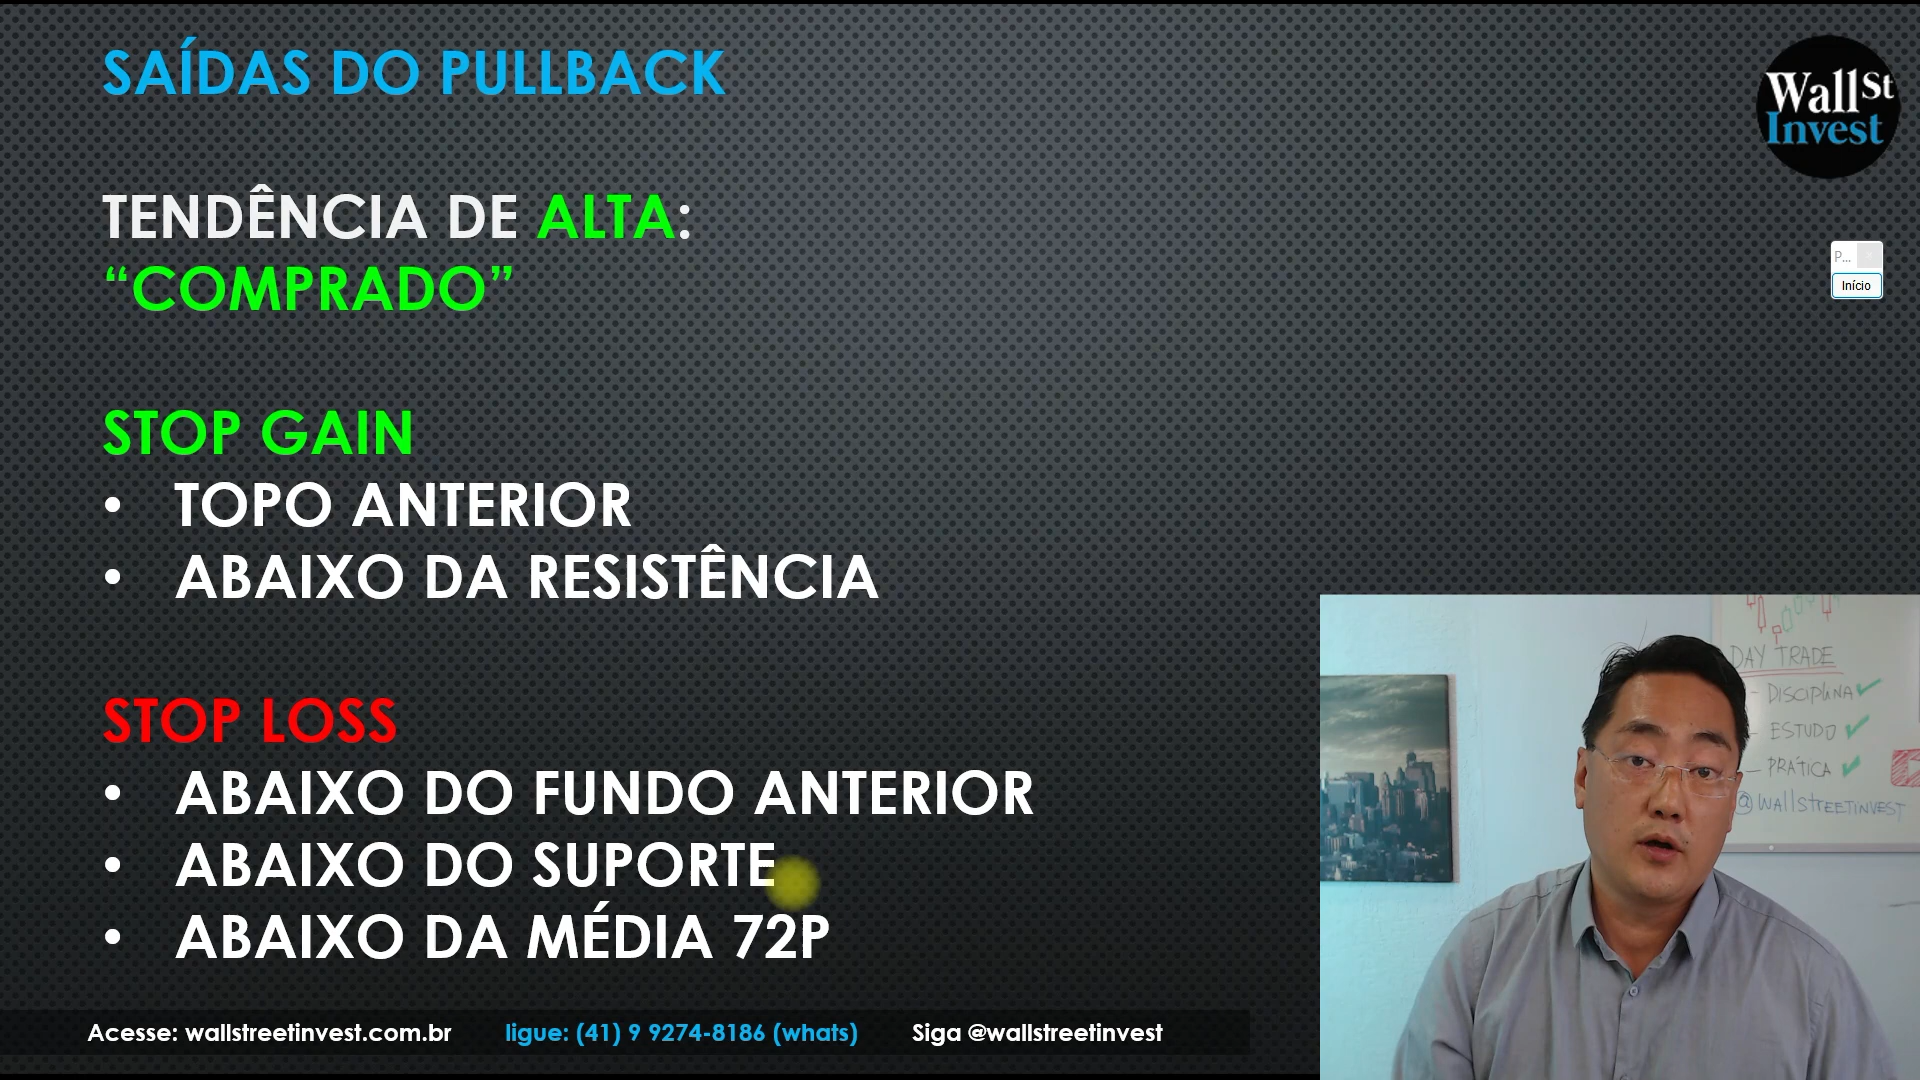 SAÍDAS DO PULLBACK
WallSt
Invest
TENDÊNCIA DE ALTA:
“COMPRADO”
P...
Início
STOP GAIN
• TOPO ANTERIOR
• ABAIXO DA RESISTÊNCIA
STOP LOSS
• ABAIXO DO FUNDO ANTERIOR
• ABAIXO DO SUPORTE
• ABAIXO DA MÉDIA 72P
DAY TRADE
- DISCIPLINA
- ESTUDO
- PRÁTICA
@WALLSTREETINVEST
Acesse: wallstreetinvest.com.br ligue: (41) 9 9274-8186 (whats) Siga @wallstreetinvest